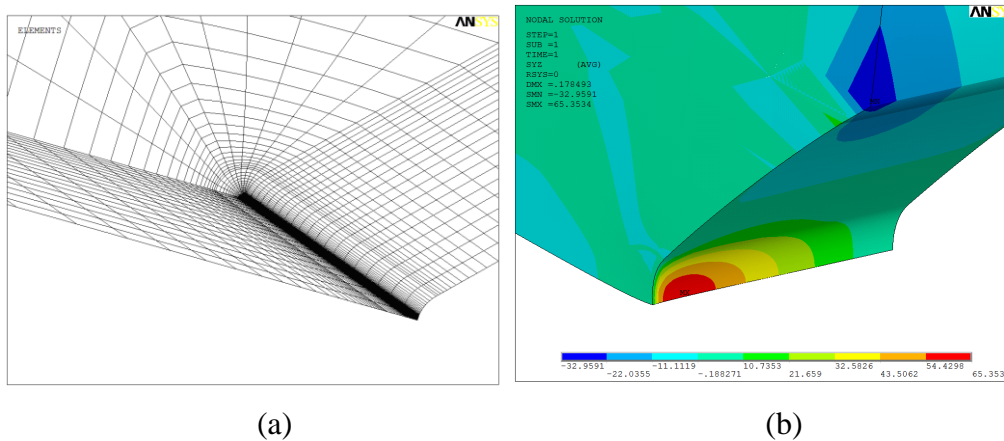 ANSYS
ELEMENTS
ANSYS
NODAL SOLUTION
STEP=1
SUB =1
TIME=1
SYZ (AVG)
RSYS=0
DMX =.178493
SMN =-32.9591
SMX =65.3534
MN
MX
-32.9591 -11.1119 10.7353 32.5826 54.4298
-22.0355 -.188271 21.659 43.5062 65.353
(a) (b)